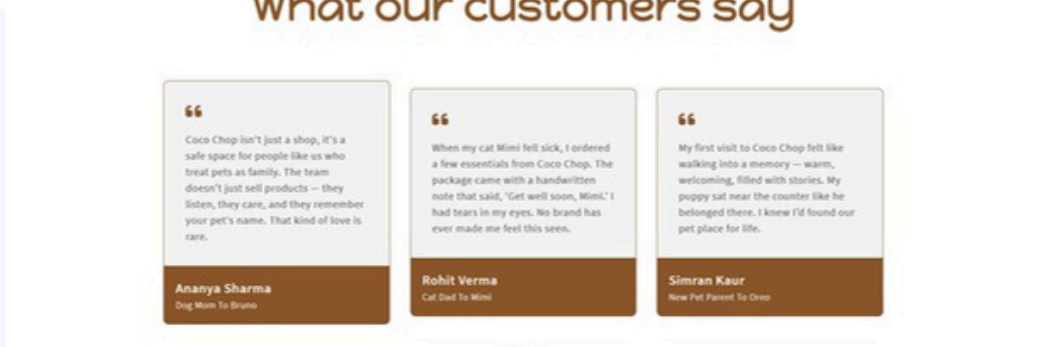 what our customers say
Coco Chop isn't just a shop, it's a
safe space for people like us who
treat pets as family. The team
doesn't just sell products — they
listen, they care, and they remember
your pet's name. That kind of love is
rare.
Ananya Sharma
Dog Mom To Bruno
When my cat Mimi fell sick, I ordered
a few essentials from Coco Chop. The
package came with a handwritten
note that said, 'Get well soon, Mimi.' I
had tears in my eyes. No brand has
ever made me feel this seen.
Rohit Verma
Cat Dad To Mimi
My first visit to Coco Chop felt like
walking into a memory — warm,
welcoming, filled with stories. My
puppy sat near the counter like he
belonged there. I knew I'd found our
pet place for life.
Simran Kaur
New Pet Parent To Oreo